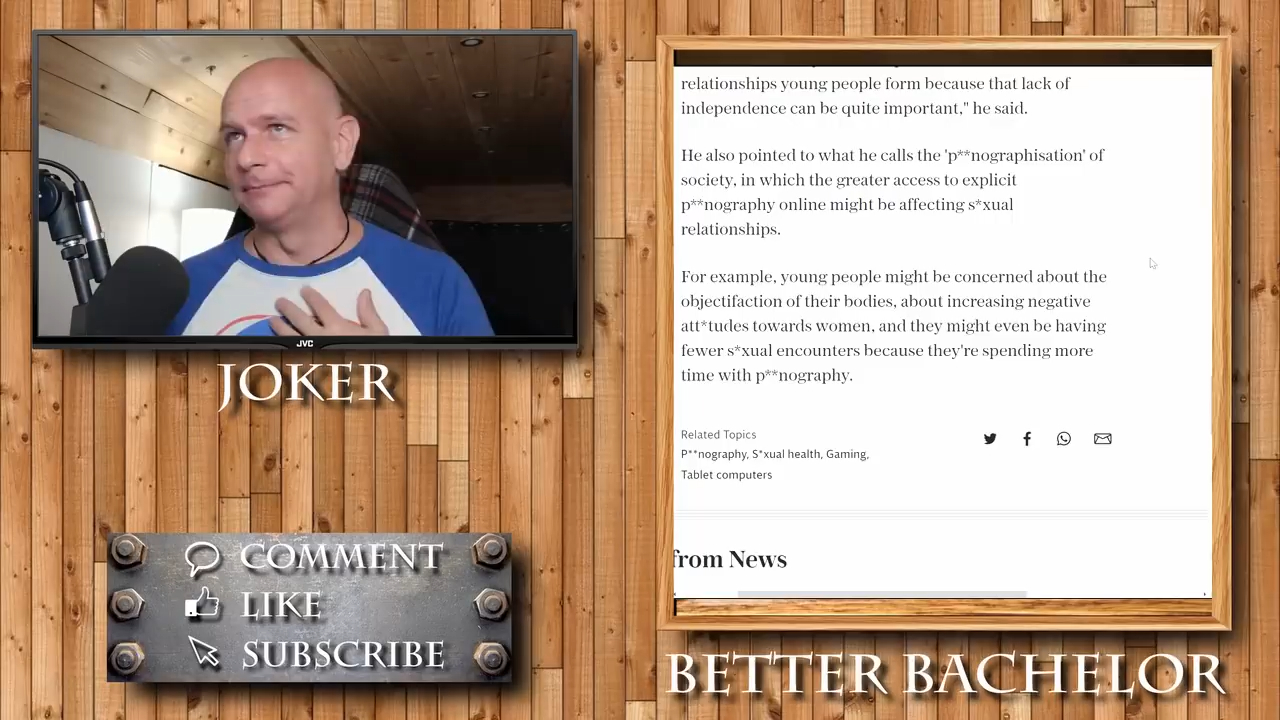 JVC
JOKER
COMMENT
LIKE
SUBSCRIBE
relationships young people form because that lack of
independence can be quite important," he said.
He also pointed to what he calls the 'p**nographisation' of
society, in which the greater access to explicit
p**nography online might be affecting s*xual
relationships.
For example, young people might be concerned about the
objectifaction of their bodies, about increasing negative
att*tudes towards women, and they might even be having
fewer s*xual encounters because they're spending more
time with p**nography.
Related Topics
P**nography, S*xual health, Gaming,
Tablet computers
from News
BETTER BACHELOR